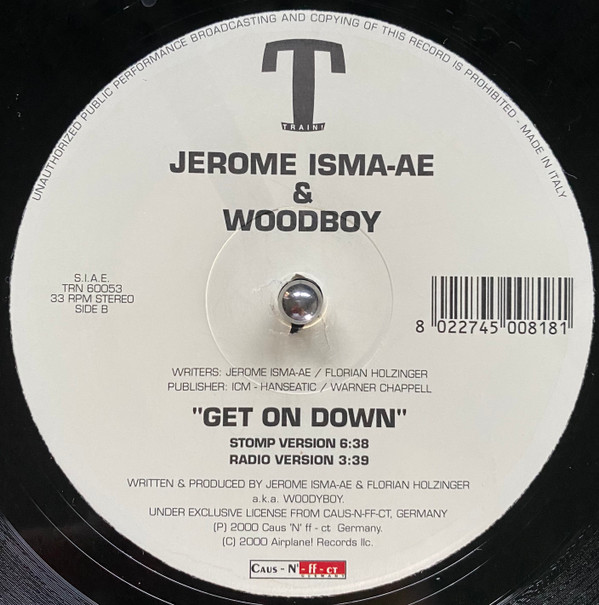 UNAUTHORIZED PUBLIC PERFORMANCE BROADCASTING AND COPYING OF THIS RECORD IS PROHIBITED - MADE IN ITALY
T
TRAIN!
JEROME ISMA-AE
&
WOODBOY
S.I.A.E.
TRN 60053
33 RPM STEREO
SIDE B
8 022745 008181
WRITERS: JEROME ISMA-AE / FLORIAN HOLZINGER
PUBLISHER: ICM - HANSEATIC / WARNER CHAPPELL
"GET ON DOWN"
STOMP VERSION 6:38
RADIO VERSION 3:39
WRITTEN & PRODUCED BY JEROME ISMA-AE & FLORIAN HOLZINGER
a.k.a. WOODYBOY.
UNDER EXCLUSIVE LICENSE FROM CAUS-N-FF-CT, GERMANY
(P) 2000 Caus 'N' ff - ct Germany.
(C) 2000 Airplane! Records llc.
CAUS - N' - ff - CT
GERMANY